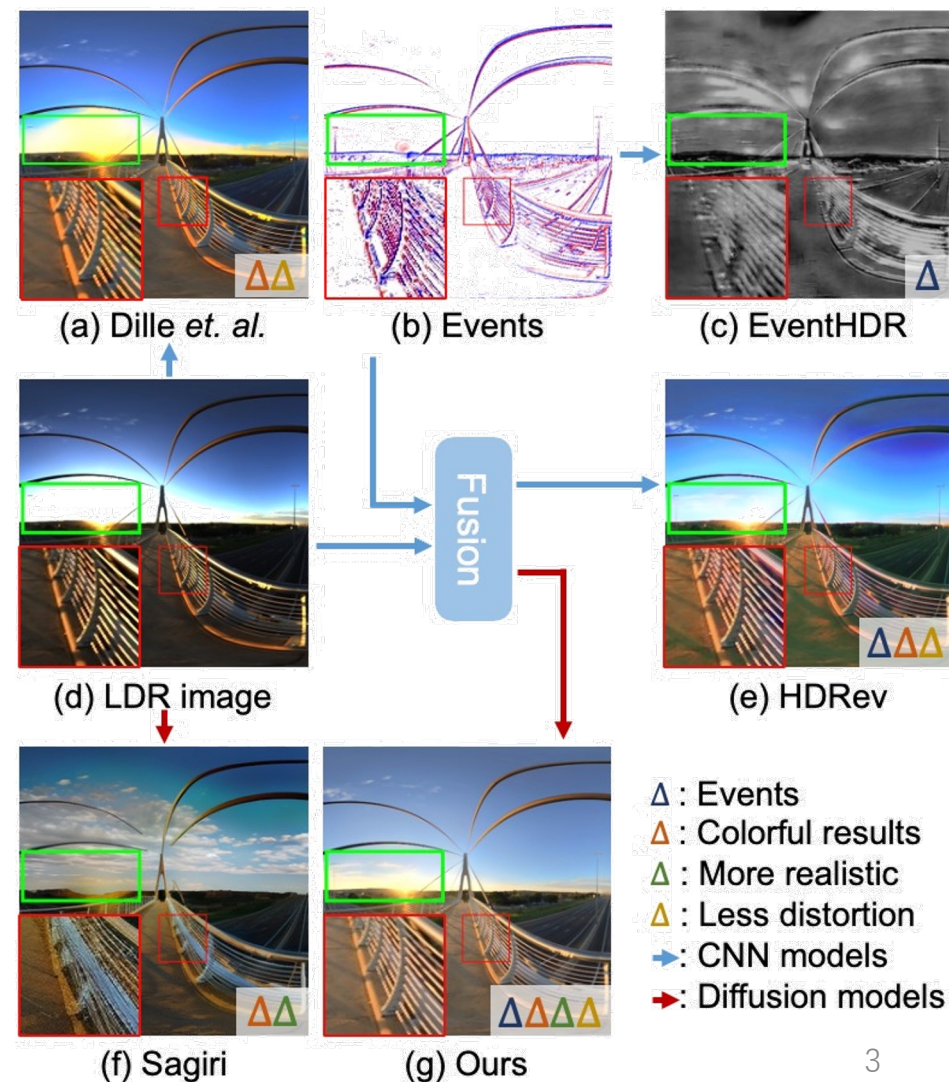 (a) Dille et. al.
(b) Events
(c) EventHDR
Fusion
(d) LDR image
(e) HDRev
Δ : Events
Δ : Colorful results
Δ : More realistic
Δ : Less distortion
→: CNN models
→: Diffusion models
(f) Sagiri
(g) Ours
3